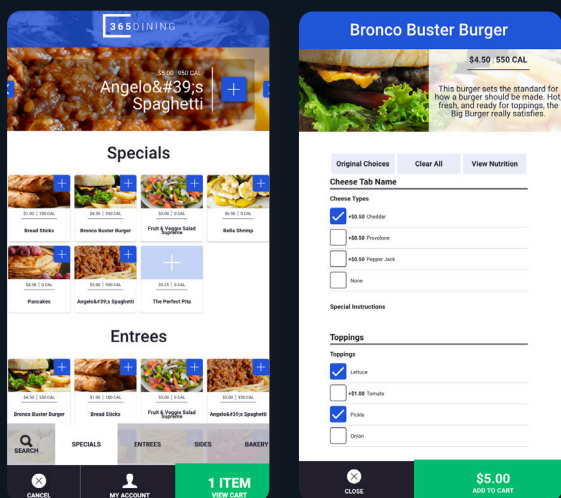 365DINING
$5.00 | 950 CAL
Angelo&#39;s
Spaghetti
Specials
$1.00 | 100 CAL
Bread Sticks
$4.50 | 550 CAL
Bronco Buster Burger
$5.00 | 0 CAL
Fruit & Veggie Salad
Supreme
$6.50 | 0 CAL
Balla Shrimp
$4.50 | 0 CAL
Pancakes
$5.00 | 950 CAL
Angelo&#39;s Spaghetti
$5.25 | 0 CAL
The Perfect Pita
Entrees
$4.50 | 550 CAL
Bronco Buster Burger
$1.00 | 100 CAL
Bread Sticks
$5.00 | 0 CAL
Fruit & Veggie Salad
Supreme
$5.00 | 950 CAL
Angelo&#39;s Spaghetti
SEARCH
SPECIALS
ENTREES
SIDES
BAKERY
CANCEL
MY ACCOUNT
1 ITEM
VIEW CART
Bronco Buster Burger
$4.50 | 550 CAL
This burger sets the standard for
how a burger should be made. Hot,
fresh, and ready for toppings, the
Big Burger really satisfies.
Original Choices
Clear All
View Nutrition
Cheese Tab Name
Cheese Types
+$0.50 Cheddar
+$0.50 Provolone
+$0.50 Pepper Jack
None
Special Instructions
Toppings
Toppings
Lettuce
+$1.00 Tomato
Pickle
Onion
CLOSE
$5.00
ADD TO CART